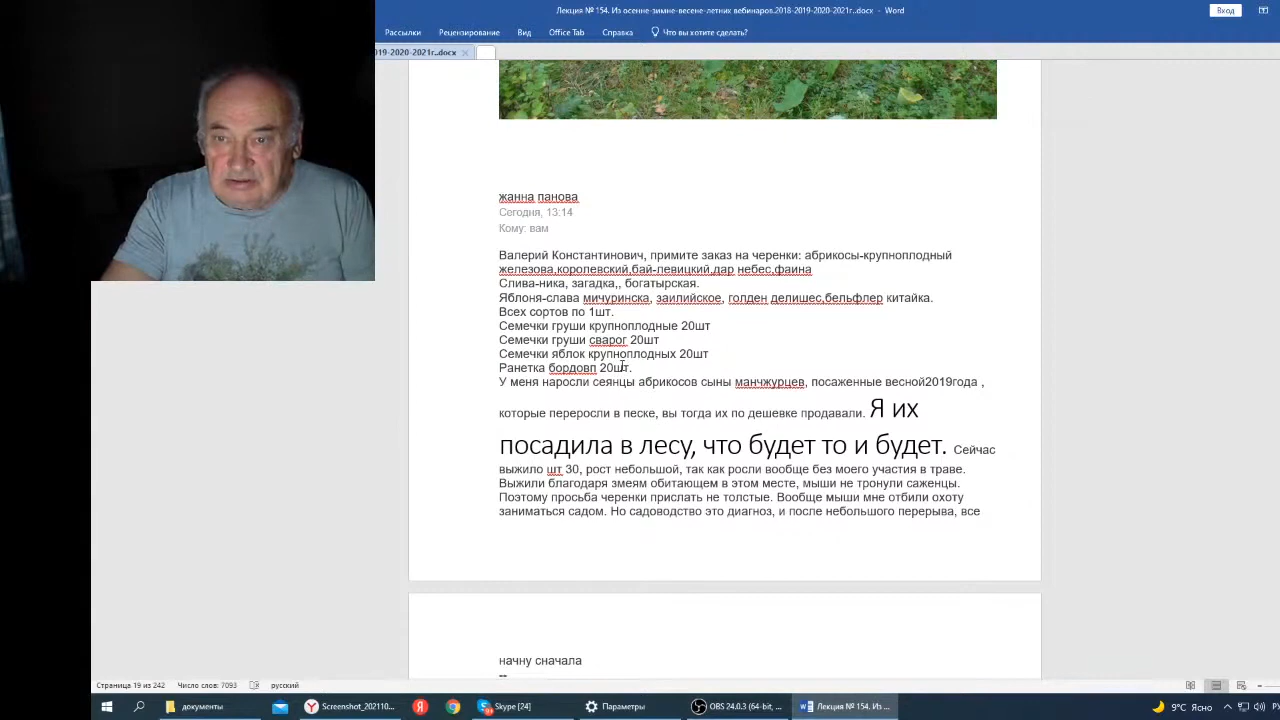 Лекция № 154. Из осенне-зимне-весене-летних вебинаров.2018-2019-2020-2021г..docx - Word
Вход
Рассылки Рецензирование Вид Office Tab Справка Что вы хотите сделать?
019-2020-2021г..docx
жанна панова
Сегодня, 13:14
Кому: вам
Валерий Константинович, примите заказ на черенки: абрикосы-крупноплодный
железова,королевский,бай-левицкий,дар небес,фаина
Слива-ника, загадка,, богатырская.
Яблоня-слава мичуринска, заилийское, голден делишес,бельфлер китайка.
Всех сортов по 1шт.
Семечки груши крупноплодные 20шт
Семечки груши сварог 20шт
Семечки яблок крупноплодных 20шт
Ранетка бордовп 20шт.
У меня наросли сеянцы абрикосов сыны манчжурцев, посаженные весной2019года ,
которые переросли в песке, вы тогда их по дешевке продавали. Я их
посадила в лесу, что будет то и будет. Сейчас
выжило шт 30, рост небольшой, так как росли вообще без моего участия в траве.
Выжили благодаря змеям обитающем в этом месте, мыши не тронули саженцы.
Поэтому просьба черенки прислать не толстые. Вообще мыши мне отбили охоту
заниматься садом. Но садоводство это диагноз, и после небольшого перерыва, все
начну сначала
Страница 19 из 242 Число слов: 7093 русский
документы Screenshot_202110... Skype [24] Параметры OBS 24.0.3 (64-bit, ... Лекция № 154. Из ... 9°C Ясно